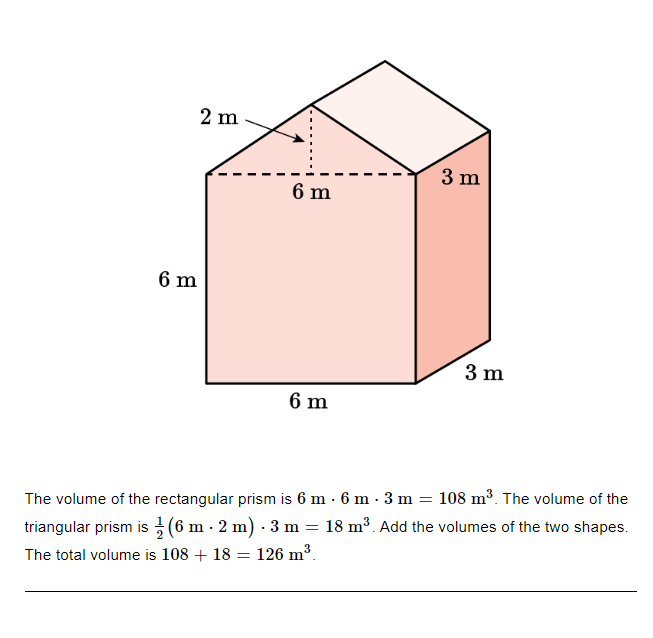 2 m
3 m
6 m
6 m
3 m
6 m
The volume of the rectangular prism is 6 m · 6 m · 3 m = 108 m³. The volume of the
triangular prism is ½(6 m · 2 m) · 3 m = 18 m³. Add the volumes of the two shapes.
The total volume is 108 + 18 = 126 m³.